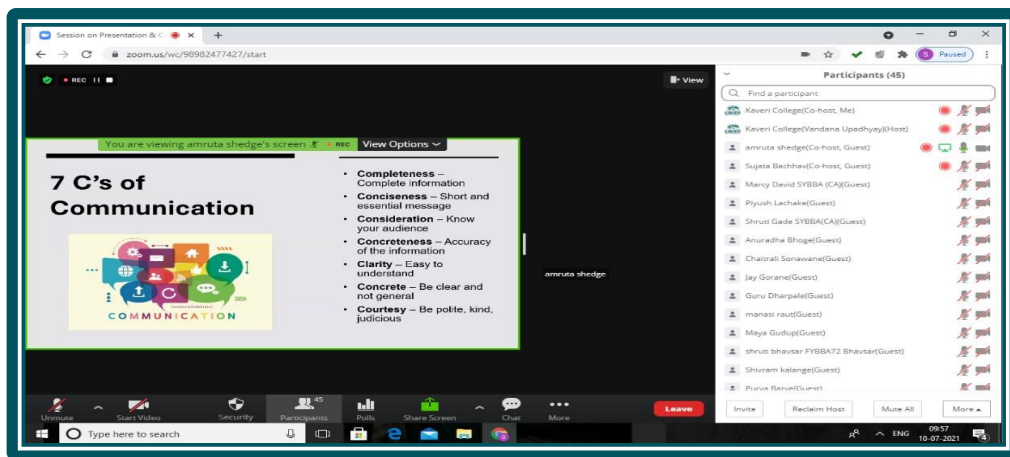 Session on Presentation & C
zoom.us/wc/98982477427/start
S Paused
REC
View
You are viewing amruta shedge's screen REC View Options
7 C's of
Communication
COMMUNICATION
• Completeness –
Complete information
• Conciseness – Short and
essential message
• Consideration – Know
your audience
• Concreteness – Accuracy
of the information
• Clarity – Easy to
understand
• Concrete – Be clear and
not general
• Courtesy – Be polite, kind,
judicious
amruta shedge
Participants (45)
Find a participant
Kaveri College(Co-host, Me)
Kaveri College(Vandana Upadhyay)(Host)
amruta shedge(Co-host, Guest)
Sujata Bachhav(Co-host, Guest)
Marcy David SYBBA (CA)(Guest)
Piyush Lachake(Guest)
Shruti Gade SYBBA(CA)(Guest)
Anuradha Bhoge(Guest)
Chaitrali Sonawane(Guest)
Jay Gorane(Guest)
Guru Dharpale(Guest)
manasi raut(Guest)
Maya Gudup(Guest)
shruti bhavsar FYBBA72 Bhavsar(Guest)
Shivram kalange(Guest)
Purva Barve(Guest)
Invite Reclaim Host Mute All More
Unmute Start Video Security Participants 45 Polls Share Screen Chat More Leave
Type here to search
ENG
09:57
10-07-2021
4